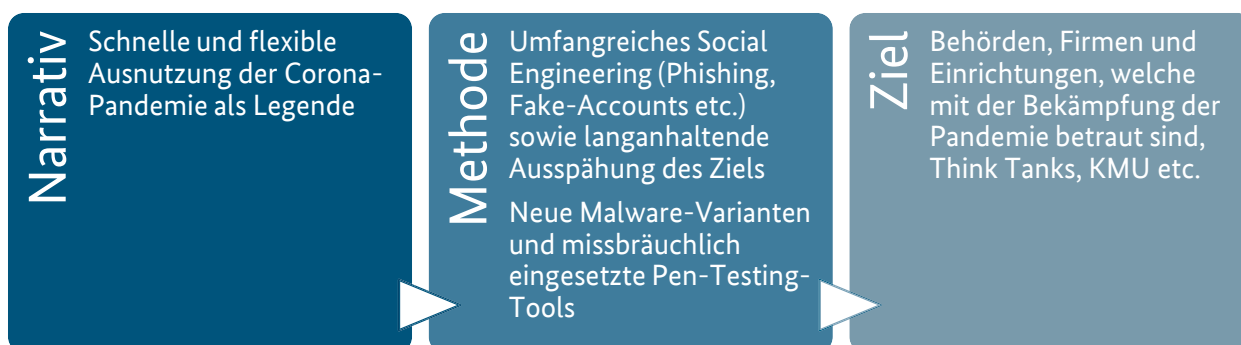 Narrativ
Schnelle und flexible
Ausnutzung der Corona-
Pandemie als Legende
Methode
Umfangreiches Social
Engineering (Phishing,
Fake-Accounts etc.)
sowie langanhaltende
Ausspähung des Ziels
Neue Malware-Varianten
und missbräuchlich
eingesetzte Pen-Testing-
Tools
Ziel
Behörden, Firmen und
Einrichtungen, welche
mit der Bekämpfung der
Pandemie betraut sind,
Think Tanks, KMU etc.